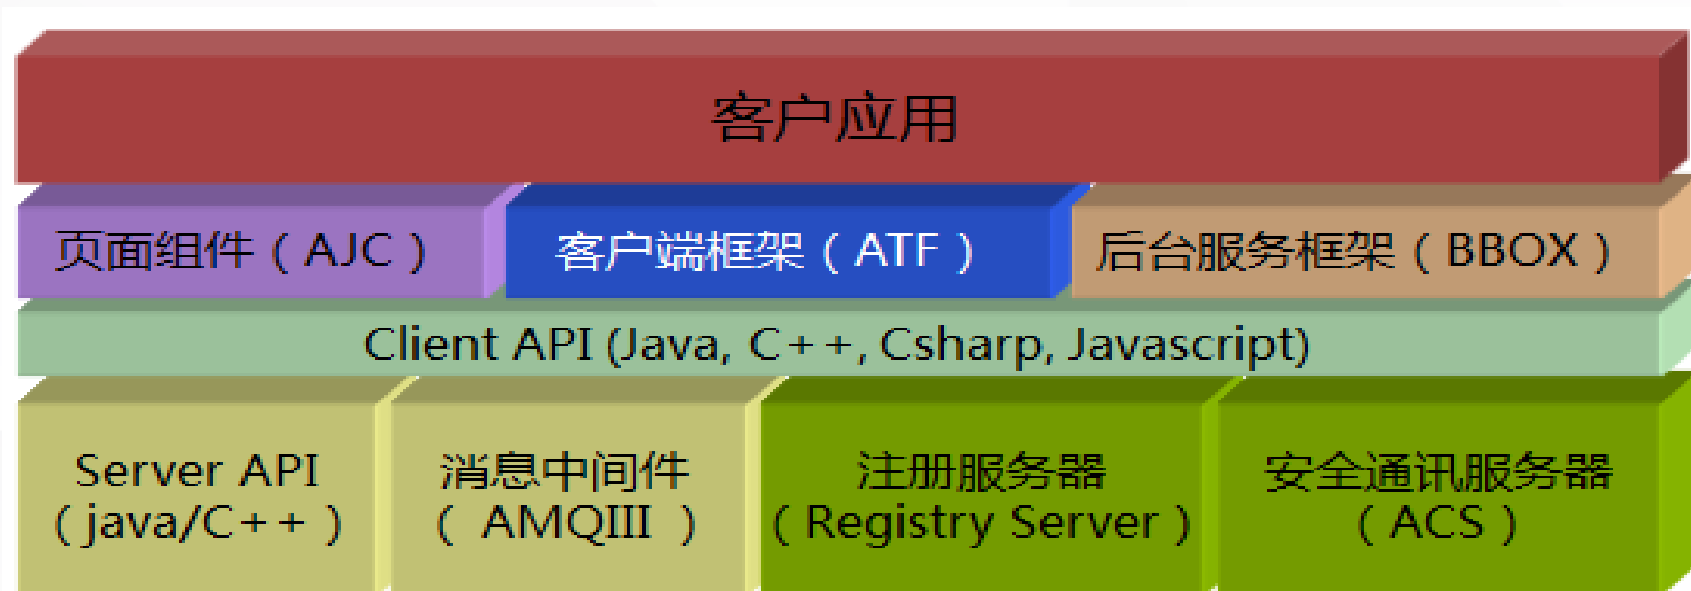 客户应用
页面组件（AJC） 客户端框架（ATF） 后台服务框架（BBOX）
Client API (Java, C++, Csharp, Javascript)
Server API
（java/C++）
消息中间件
（ AMQIII ）
注册服务器
（Registry Server）
安全通讯服务器
（ACS）